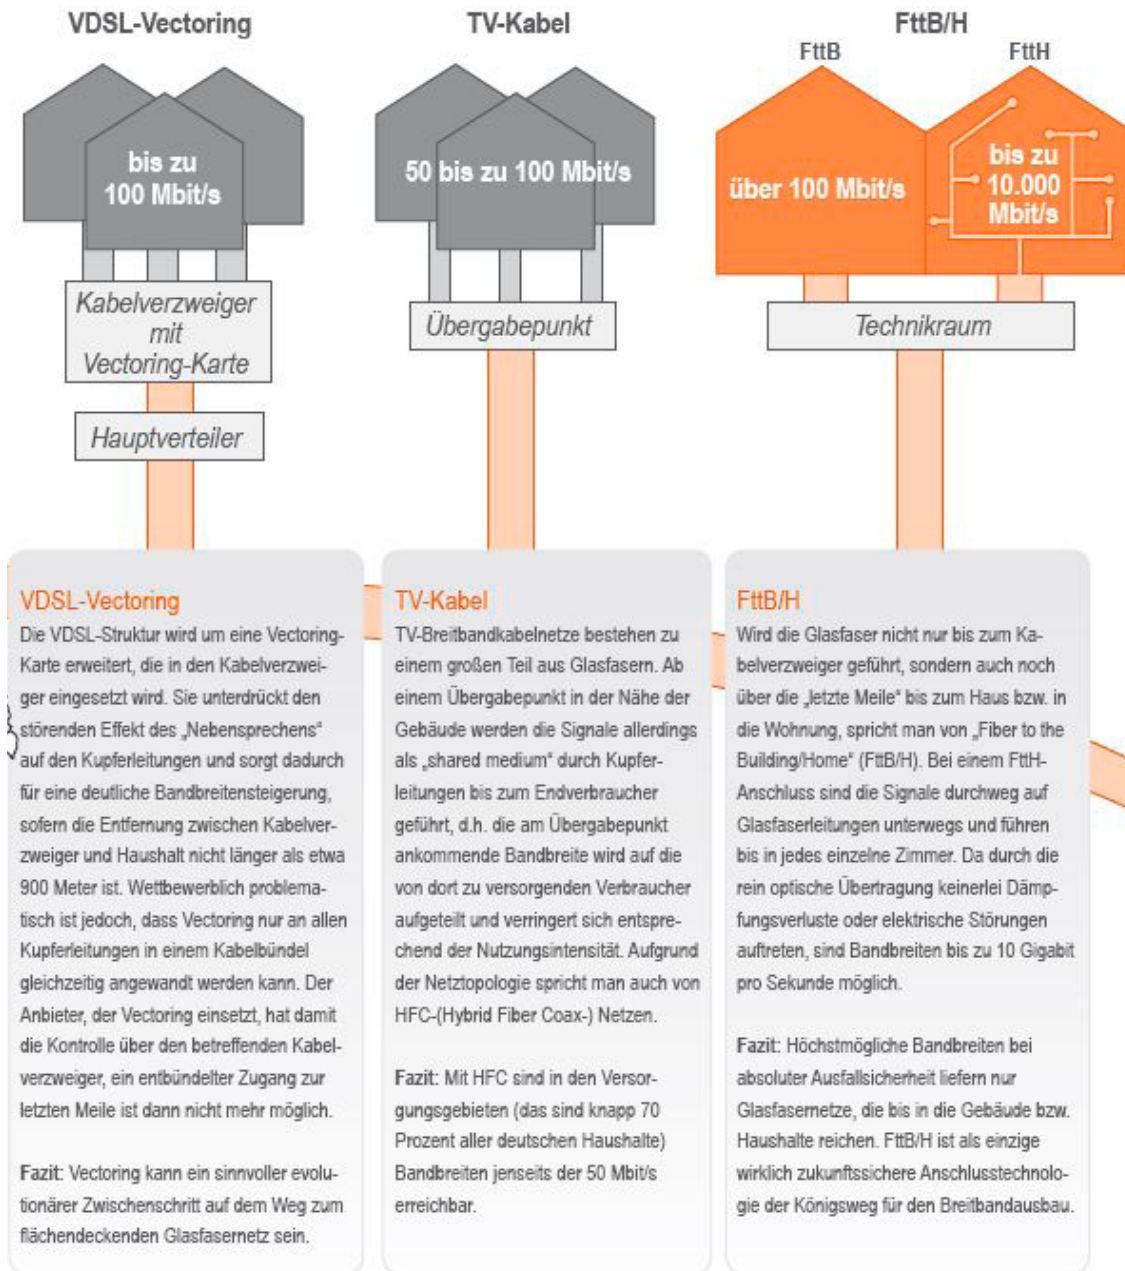 VDSL-Vectoring
bis zu
100 Mbit/s
Kabelverzweiger
mit
Vectoring-Karte
Hauptverteiler
TV-Kabel
50 bis zu 100 Mbit/s
Übergabepunkt
FttB/H
FttB
FttH
über 100 Mbit/s
bis zu
10.000
Mbit/s
Technikraum
VDSL-Vectoring
Die VDSL-Struktur wird um eine Vectoring-
Karte erweitert, die in den Kabelverzwei-
ger eingesetzt wird. Sie unterdrückt den
störenden Effekt des „Nebensprechens“
auf den Kupferleitungen und sorgt dadurch
für eine deutliche Bandbreitensteigerung,
sofern die Entfernung zwischen Kabelver-
zweiger und Haushalt nicht länger als etwa
900 Meter ist. Wettbewerblich problema-
tisch ist jedoch, dass Vectoring nur an allen
Kupferleitungen in einem Kabelbündel
gleichzeitig angewandt werden kann. Der
Anbieter, der Vectoring einsetzt, hat damit
die Kontrolle über den betreffenden Kabel-
verzweiger, ein entbündelter Zugang zur
letzten Meile ist dann nicht mehr möglich.
Fazit: Vectoring kann ein sinnvoller evolu-
tionärer Zwischenschritt auf dem Weg zum
flächendeckenden Glasfasernetz sein.
TV-Kabel
TV-Breitbandkabelnetze bestehen zu
einem großen Teil aus Glasfasern. Ab
einem Übergabepunkt in der Nähe der
Gebäude werden die Signale allerdings
als „shared medium“ durch Kupfer-
leitungen bis zum Endverbraucher
geführt, d.h. die am Übergabepunkt
ankommende Bandbreite wird auf die
von dort zu versorgenden Verbraucher
aufgeteilt und verringert sich entspre-
chend der Nutzungsintensität. Aufgrund
der Netztopologie spricht man auch von
HFC-(Hybrid Fiber Coax-) Netzen.
Fazit: Mit HFC sind in den Versor-
gungsgebieten (das sind knapp 70
Prozent aller deutschen Haushalte)
Bandbreiten jenseits der 50 Mbit/s
erreichbar.
FttB/H
Wird die Glasfaser nicht nur bis zum Ka-
belverzweiger geführt, sondern auch noch
über die „letzte Meile“ bis zum Haus bzw. in
die Wohnung, spricht man von „Fiber to the
Building/Home“ (FttB/H). Bei einem FttH-
Anschluss sind die Signale durchweg auf
Glasfaserleitungen unterwegs und führen
bis in jedes einzelne Zimmer. Da durch die
rein optische Übertragung keinerlei Dämp-
fungsverluste oder elektrische Störungen
auftreten, sind Bandbreiten bis zu 10 Gigabit
pro Sekunde möglich.
Fazit: Höchstmögliche Bandbreiten bei
absoluter Ausfallsicherheit liefern nur
Glasfasernetze, die bis in die Gebäude bzw.
Haushalte reichen. FttB/H ist als einzige
wirklich zukunftssichere Anschlusstechnolo-
gie der Königsweg für den Breitbandausbau.